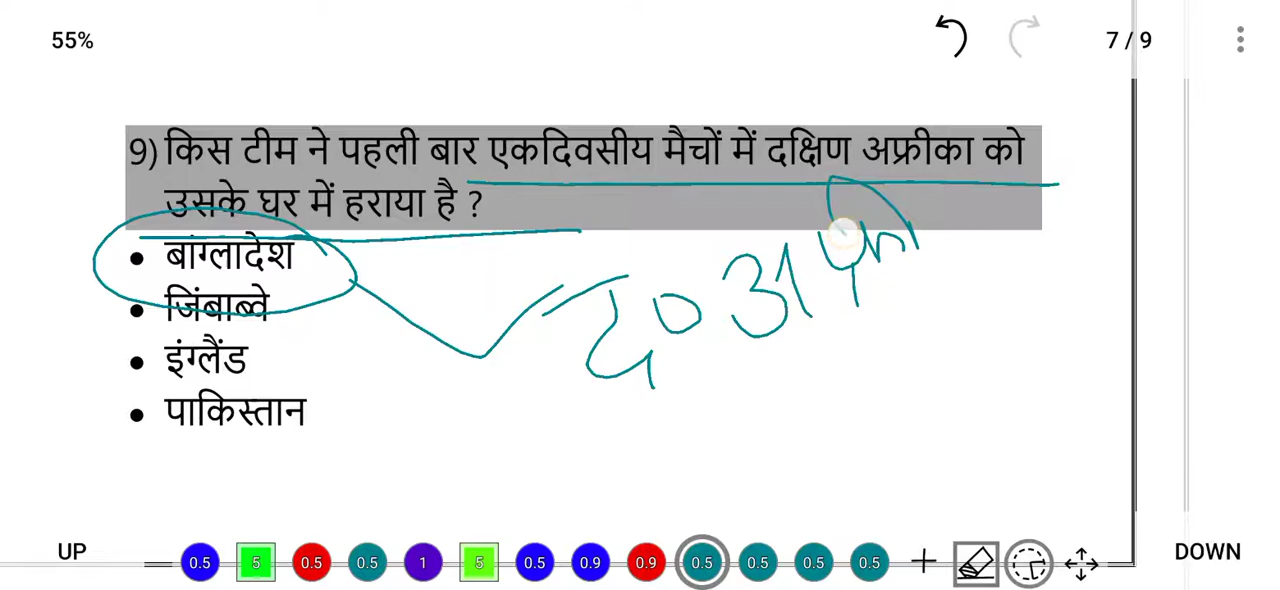 55%
7 / 9
9) किस टीम ने पहली बार एकदिवसीय मैचों में दक्षिण अफ्रीका को
उसके घर में हराया है ?
• बांग्लादेश
• जिंबाब्वे
• इंग्लैंड
• पाकिस्तान
UP
0.5 5 0.5 0.5 1 5 0.5 0.9 0.9 0.5 0.5 0.5 0.5
DOWN